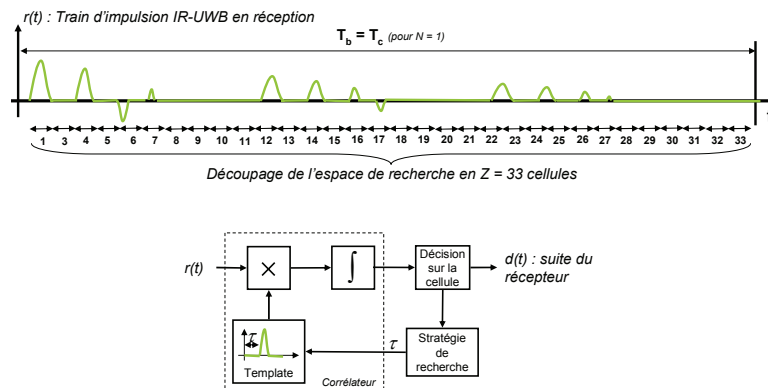 r(t) : Train d'impulsion IR-UWB en réception
T_b = T_c (pour N = 1)
1 3 4 5 6 7 8 9 10 11 12 13 14 15 16 17 18 19 20 21 22 23 24 25 26 27 28 29 30 31 32 33
Découpage de l'espace de recherche en Z = 33 cellules
r(t)
×
∫
Décision
sur la
cellule
d(t) : suite du
récepteur
τ
Template
τ
Stratégie
de
recherche
Corrélateur